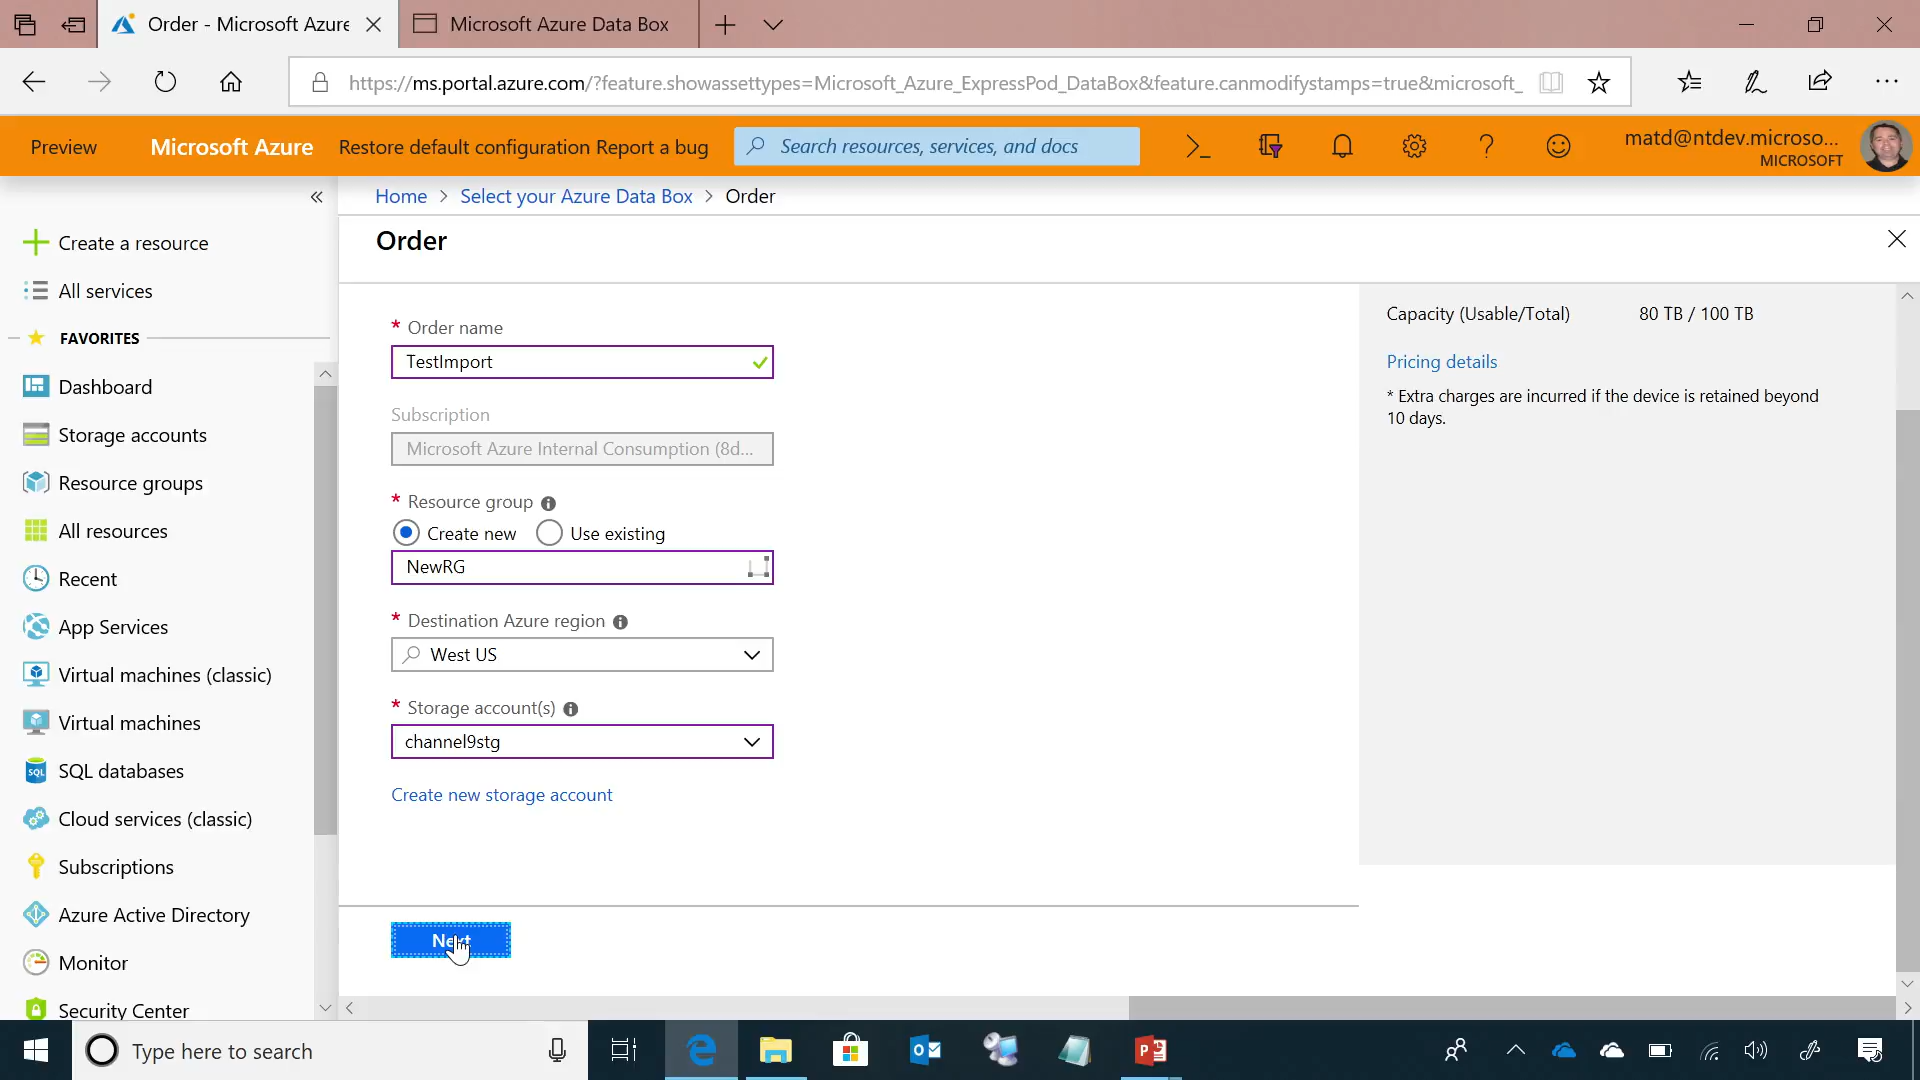 Order - Microsoft Azure
Microsoft Azure Data Box
https://ms.portal.azure.com/?feature.showassettypes=Microsoft_Azure_ExpressPod_DataBox&feature.canmodifystamps=true&microsoft_
Preview
Microsoft Azure
Restore default configuration Report a bug
Search resources, services, and docs
matd@ntdev.microso...
MICROSOFT
Home > Select your Azure Data Box > Order
Order
Create a resource
All services
FAVORITES
Dashboard
Storage accounts
Resource groups
All resources
Recent
App Services
Virtual machines (classic)
Virtual machines
SQL databases
Cloud services (classic)
Subscriptions
Azure Active Directory
Monitor
Security Center
* Order name
TestImport
Subscription
Microsoft Azure Internal Consumption (8d...
* Resource group
Create new
Use existing
NewRG
* Destination Azure region
West US
* Storage account(s)
channel9stg
Create new storage account
Next
Capacity (Usable/Total) 80 TB / 100 TB
Pricing details
* Extra charges are incurred if the device is retained beyond
10 days.
Type here to search